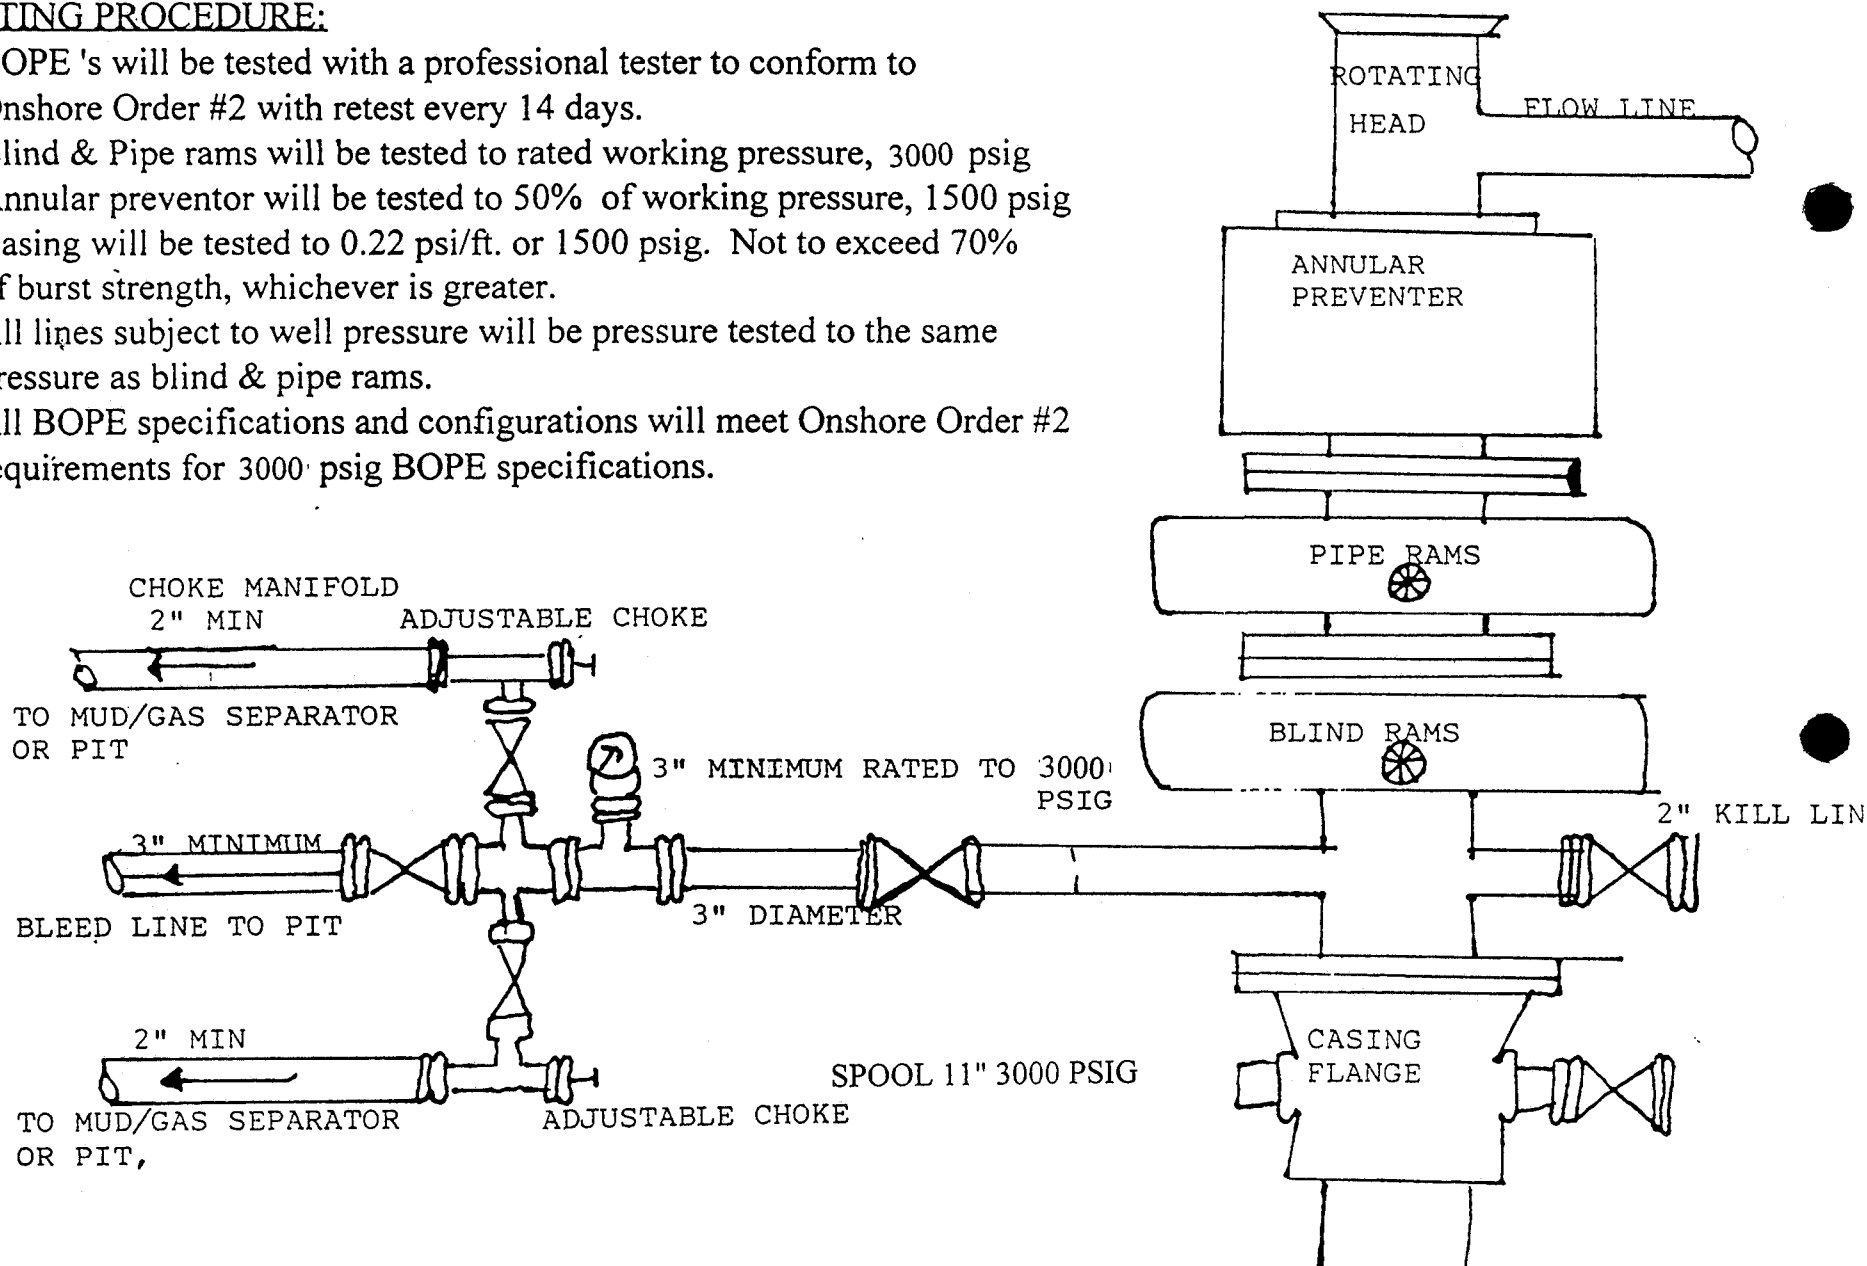 TING PROCEDURE:
OPE 's will be tested with a professional tester to conform to
nshore Order #2 with retest every 14 days.
lind & Pipe rams will be tested to rated working pressure, 3000 psig
nnular preventor will be tested to 50% of working pressure, 1500 psig
asing will be tested to 0.22 psi/ft. or 1500 psig. Not to exceed 70%
f burst strength, whichever is greater.
ll lines subject to well pressure will be pressure tested to the same
ressure as blind & pipe rams.
ll BOPE specifications and configurations will meet Onshore Order #2
equirements for 3000 psig BOPE specifications.
ROTATING
HEAD
FLOW LINE
ANNULAR
PREVENTER
PIPE RAMS
BLIND RAMS
CHOKE MANIFOLD
2" MIN
ADJUSTABLE CHOKE
TO MUD/GAS SEPARATOR
OR PIT
3" MINIMUM RATED TO 3000
PSIG
2" KILL LIN
3" MINIMUM
BLEED LINE TO PIT
3" DIAMETER
2" MIN
TO MUD/GAS SEPARATOR
OR PIT,
ADJUSTABLE CHOKE
SPOOL 11" 3000 PSIG
CASING
FLANGE